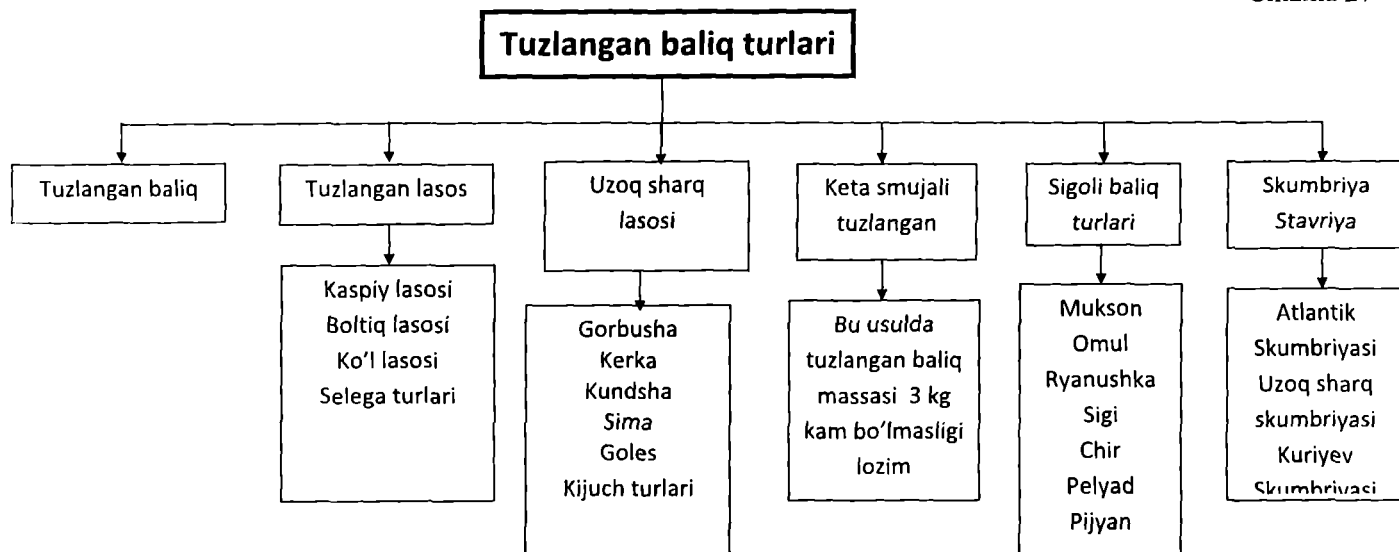 Tuzlangan baliq turlari
Tuzlangan baliq
Tuzlangan lasos
Uzoq sharq
lasosi
Keta smujali
tuzlangan
Sigoli baliq
turlari
Skumbriya
Stavriya
Kaspiy lasosi
Boltiq lasosi
Ko'l lasosi
Selega turlari
Gorbusha
Kerka
Kundsha
Sima
Goles
Kijuch turlari
Bu usulda
tuzlangan baliq
massasi 3 kg
kam bo'lmasligi
lozim
Mukson
Omul
Ryanushka
Sigi
Chir
Pelyad
Pijyan
Atlantik
Skumbriyasi
Uzoq sharq
skumbriyasi
Kuriyev
Skumbriyasi